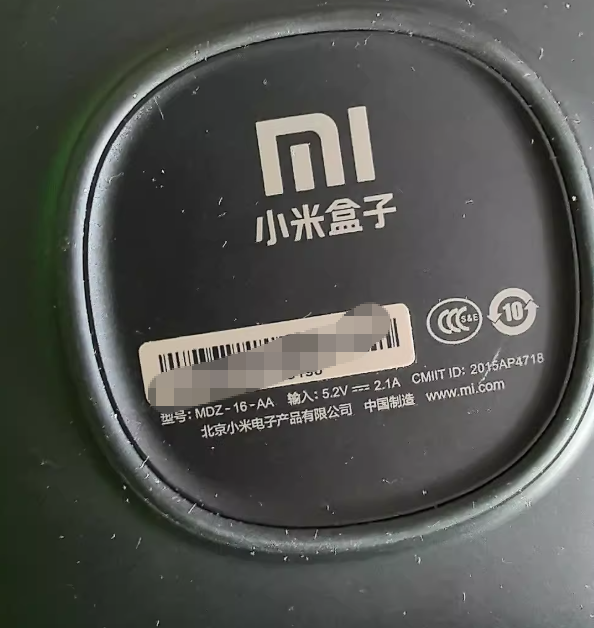 MI
小米盒子
S&E
10
型号: MDZ-16-AA 输入: 5.2V ⎓ 2.1A CMIIT ID: 2015AP4718
北京小米电子产品有限公司 中国制造 www.mi.com